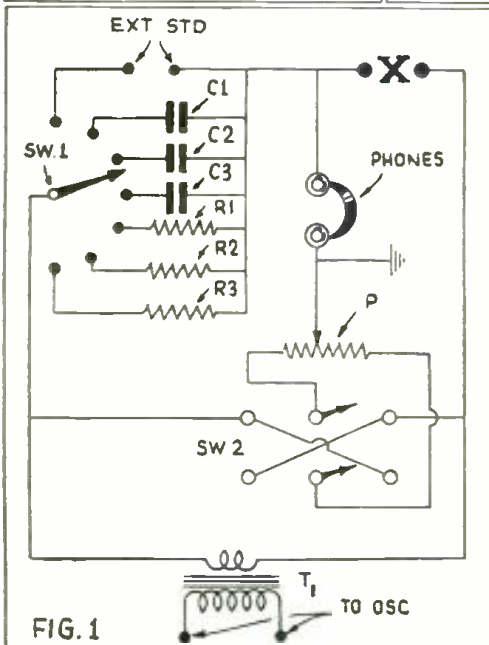 EXT STD
C1
C2
SW.1
C3
PHONES
R1
R2
P
R3
SW 2
X
T1
TO OSC
FIG. 1